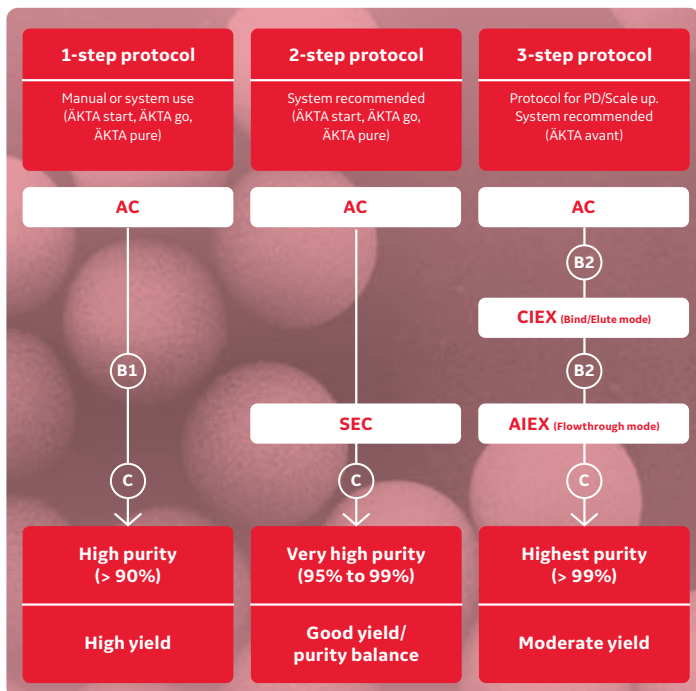 1-step protocol
Manual or system use
(ÄKTA start, ÄKTA go,
ÄKTA pure)
AC
B1
C
High purity
(> 90%)
High yield
2-step protocol
System recommended
(ÄKTA start, ÄKTA go,
ÄKTA pure)
AC
SEC
C
Very high purity
(95% to 99%)
Good yield/
purity balance
3-step protocol
Protocol for PD/Scale up.
System recommended
(ÄKTA avant)
AC
B2
CIEX (Bind/Elute mode)
B2
AIEX (Flowthrough mode)
C
Highest purity
(> 99%)
Moderate yield